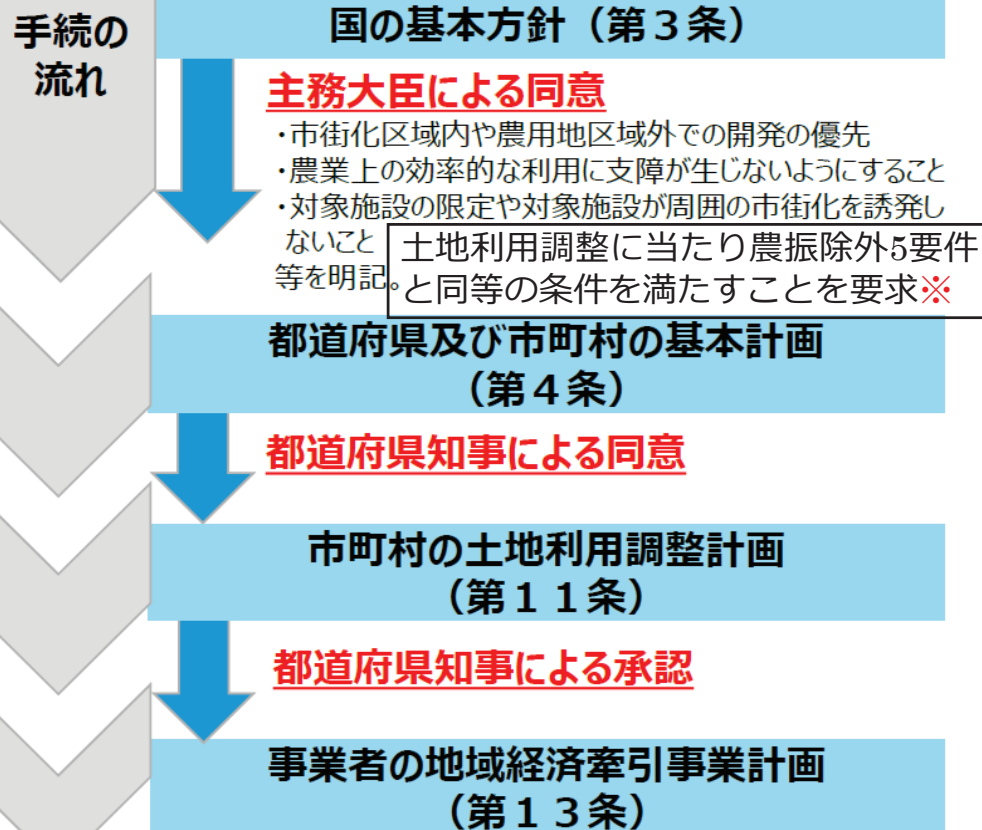 手続の
流れ
国の基本方針（第３条）
主務大臣による同意
・市街化区域内や農用地区域外での開発の優先
・農業上の効率的な利用に支障が生じないようにすること
・対象施設の限定や対象施設が周囲の市街化を誘発し
ないこと
等を明記。
土地利用調整に当たり農振除外5要件
と同等の条件を満たすことを要求※
都道府県及び市町村の基本計画
（第４条）
都道府県知事による同意
市町村の土地利用調整計画
（第１１条）
都道府県知事による承認
事業者の地域経済牽引事業計画
（第１３条）